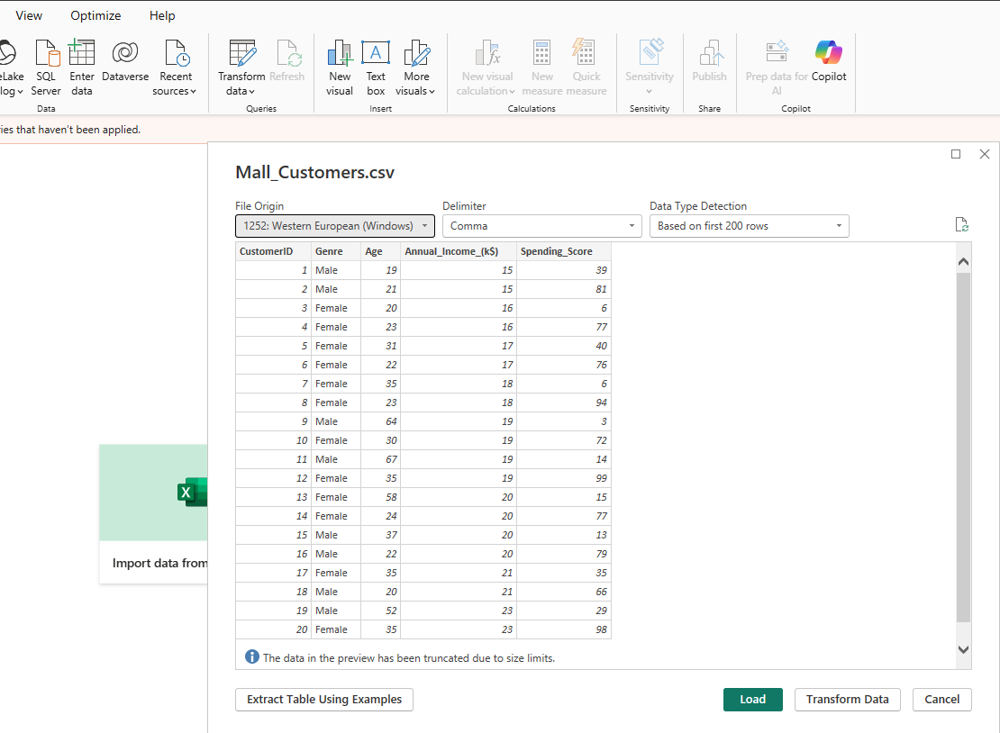 View Optimize Help
eLake SQL Enter Dataverse Recent Transform Refresh New Text More New visual New Quick Sensitivity Publish Prep data for Copilot
log Server data sources data visual box visuals calculation measure measure AI
Data Queries Insert Calculations Sensitivity Share Copilot
ies that haven't been applied.
Mall_Customers.csv
File Origin Delimiter Data Type Detection
1252: Western European (Windows) Comma Based on first 200 rows
CustomerID Genre Age Annual_Income_(k$) Spending_Score
1 Male 19 15 39
2 Male 21 15 81
3 Female 20 16 6
4 Female 23 16 77
5 Female 31 17 40
6 Female 22 17 76
7 Female 35 18 6
8 Female 23 18 94
9 Male 64 19 3
10 Female 30 19 72
11 Male 67 19 14
12 Female 35 19 99
13 Female 58 20 15
14 Female 24 20 77
15 Male 37 20 13
16 Male 22 20 79
17 Female 35 21 35
18 Male 20 21 66
19 Male 52 23 29
20 Female 35 23 98
The data in the preview has been truncated due to size limits.
X
A
fx
Import data from
Extract Table Using Examples Load Transform Data Cancel